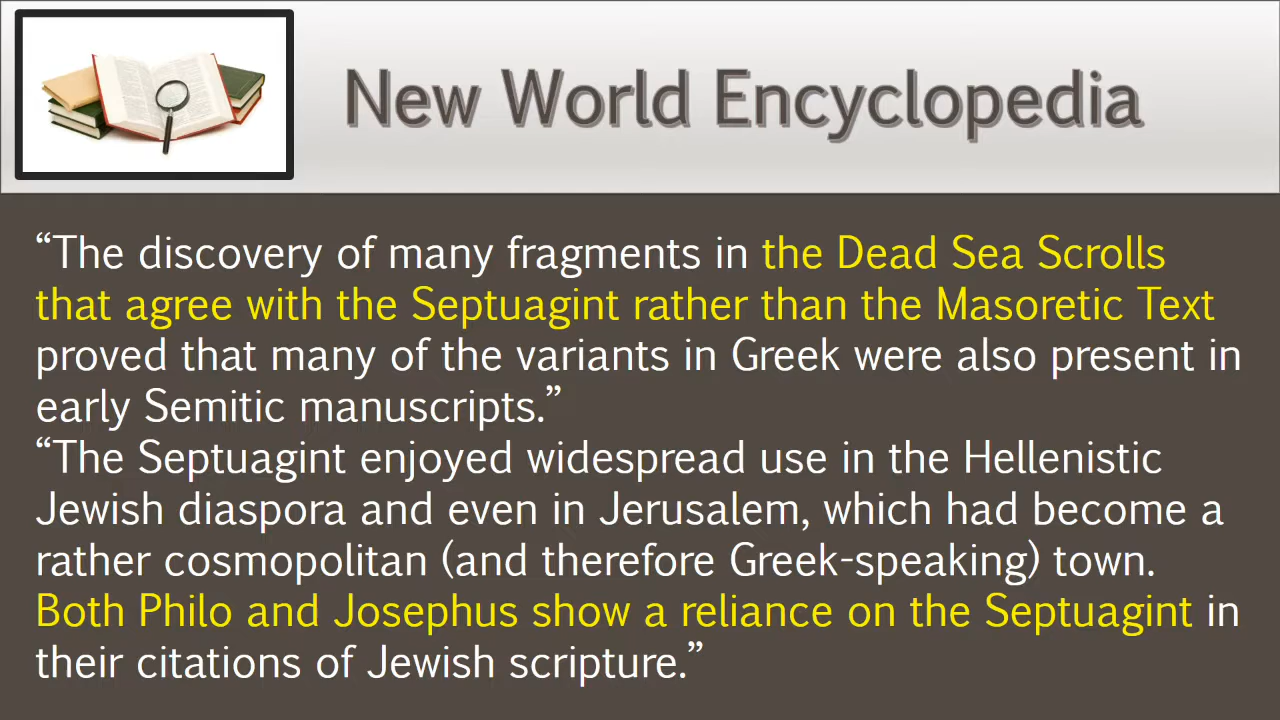 New World Encyclopedia
“The discovery of many fragments in the Dead Sea Scrolls
that agree with the Septuagint rather than the Masoretic Text
proved that many of the variants in Greek were also present in
early Semitic manuscripts.”
“The Septuagint enjoyed widespread use in the Hellenistic
Jewish diaspora and even in Jerusalem, which had become a
rather cosmopolitan (and therefore Greek-speaking) town.
Both Philo and Josephus show a reliance on the Septuagint in
their citations of Jewish scripture.”